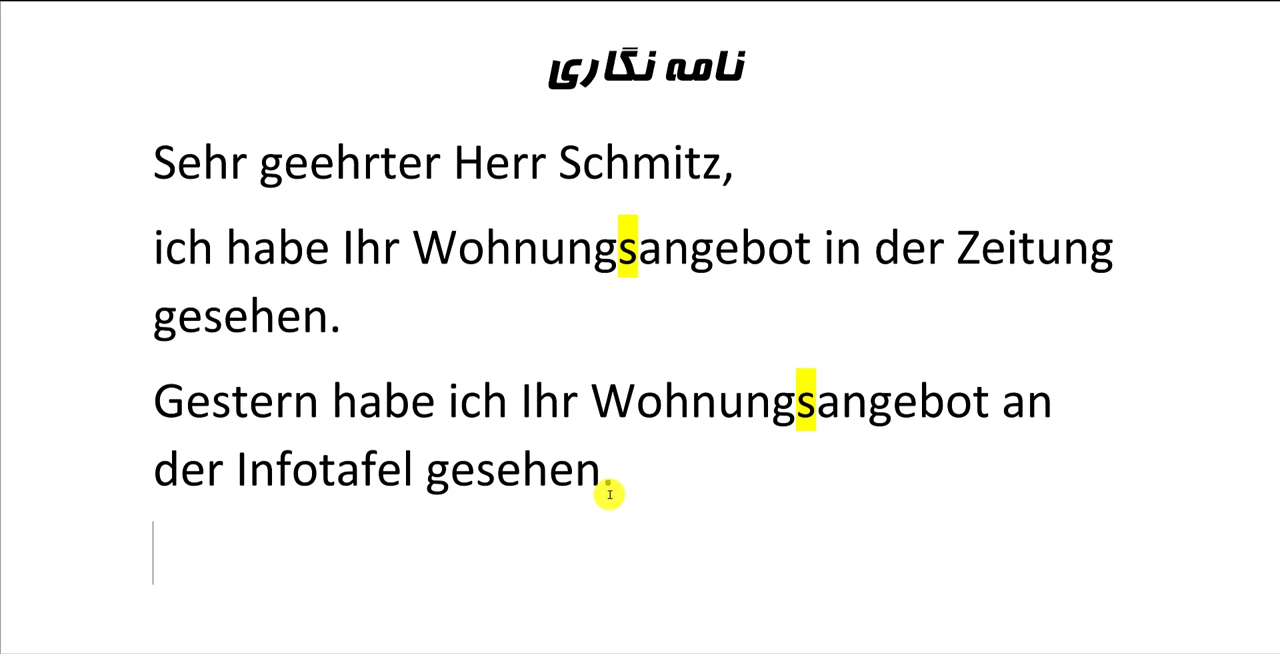 نامه نگاری
Sehr geehrter Herr Schmitz,
ich habe Ihr Wohnungsangebot in der Zeitung
gesehen.
Gestern habe ich Ihr Wohnungsangebot an
der Infotafel gesehen.